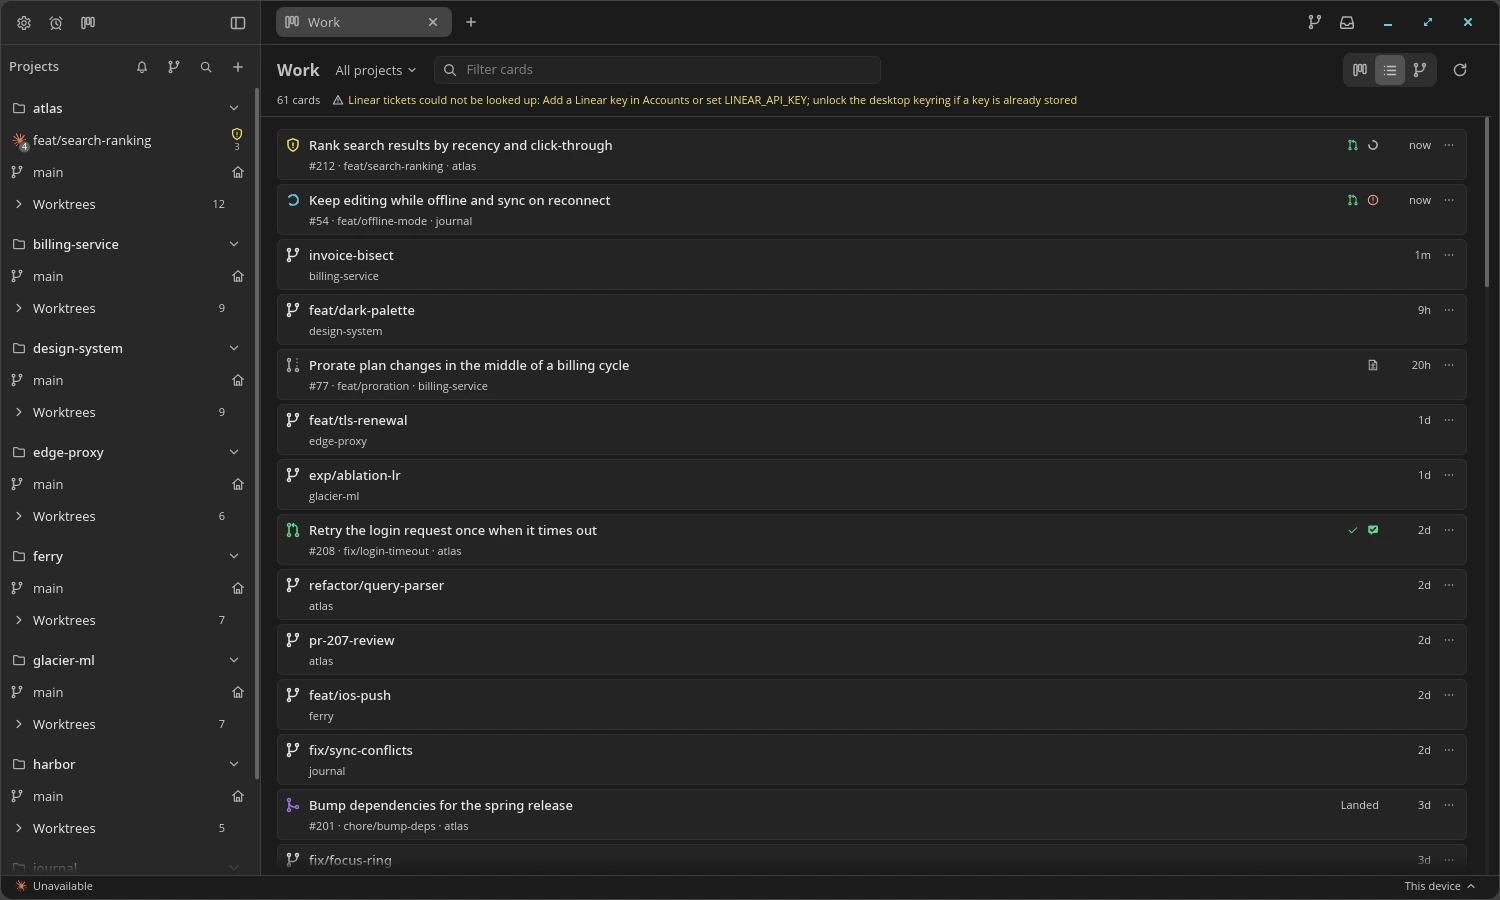 Work
Projects
atlas
feat/search-ranking
4
3
main
Worktrees 12
billing-service
main
Worktrees 9
design-system
main
Worktrees 9
edge-proxy
main
Worktrees 6
ferry
main
Worktrees 7
glacier-ml
main
Worktrees 7
harbor
main
Worktrees 5
journal
Unavailable
Work All projects Filter cards
61 cards Linear tickets could not be looked up: Add a Linear key in Accounts or set LINEAR_API_KEY; unlock the desktop keyring if a key is already stored
Rank search results by recency and click-through now
#212 · feat/search-ranking · atlas
Keep editing while offline and sync on reconnect now
#54 · feat/offline-mode · journal
invoice-bisect 1m
billing-service
feat/dark-palette 9h
design-system
Prorate plan changes in the middle of a billing cycle 20h
#77 · feat/proration · billing-service
feat/tls-renewal 1d
edge-proxy
exp/ablation-lr 1d
glacier-ml
Retry the login request once when it times out 2d
#208 · fix/login-timeout · atlas
refactor/query-parser 2d
atlas
pr-207-review 2d
atlas
feat/ios-push 2d
ferry
fix/sync-conflicts 2d
journal
Bump dependencies for the spring release Landed 3d
#201 · chore/bump-deps · atlas
fix/focus-ring 3d
This device